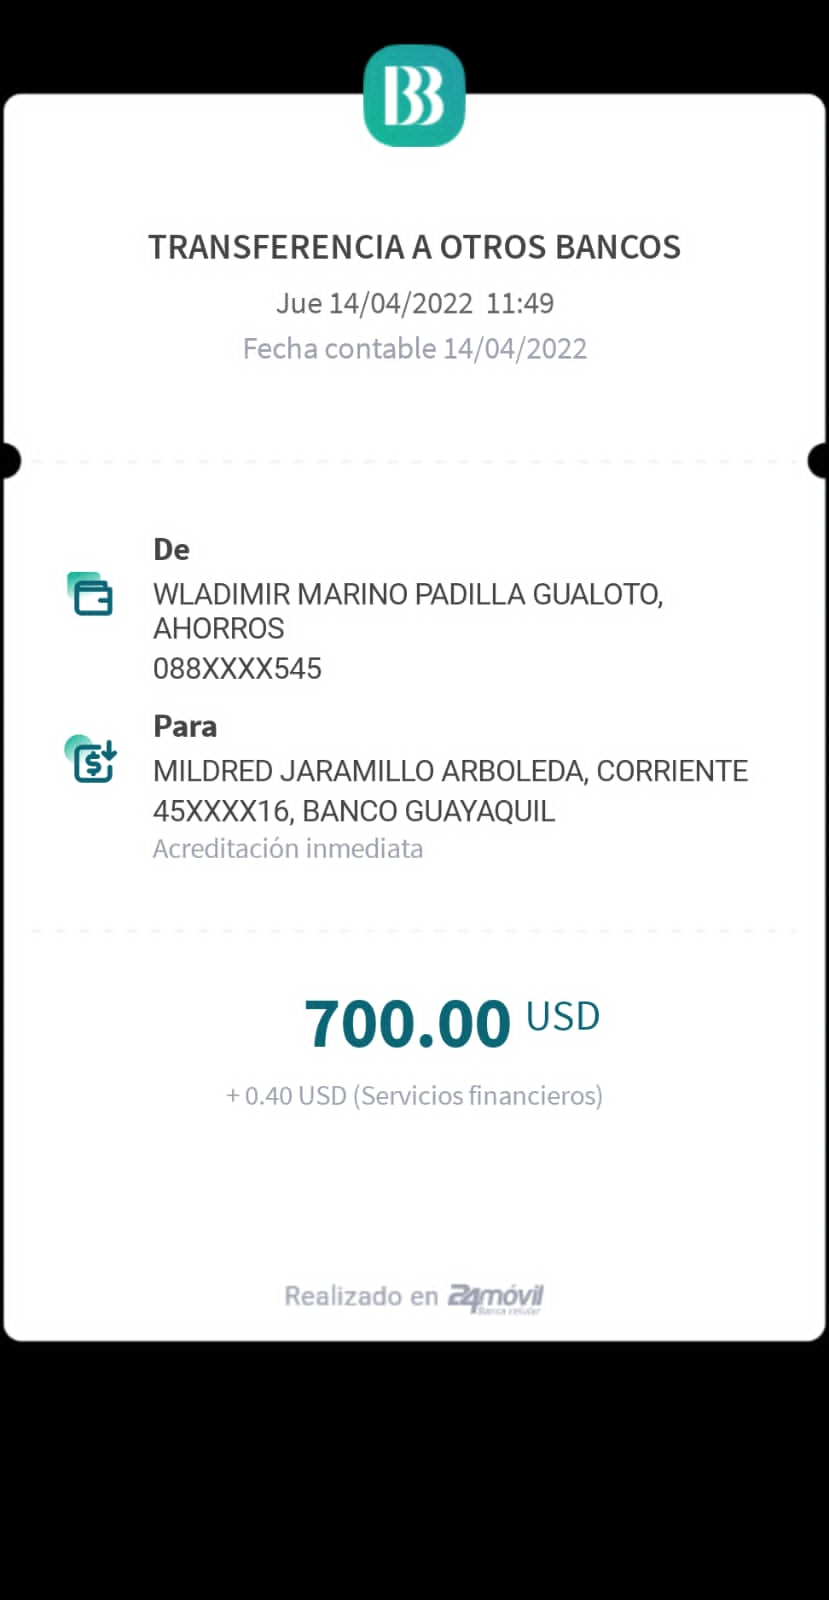 BB
TRANSFERENCIA A OTROS BANCOS
Jue 14/04/2022 11:49
Fecha contable 14/04/2022
De
WLADIMIR MARINO PADILLA GUALOTO,
AHORROS
088XXXX545
Para
MILDRED JARAMILLO ARBOLEDA, CORRIENTE
45XXXX16, BANCO GUAYAQUIL
Acreditación inmediata
700.00 USD
+ 0.40 USD (Servicios financieros)
Realizado en 24móvil
Banca celular